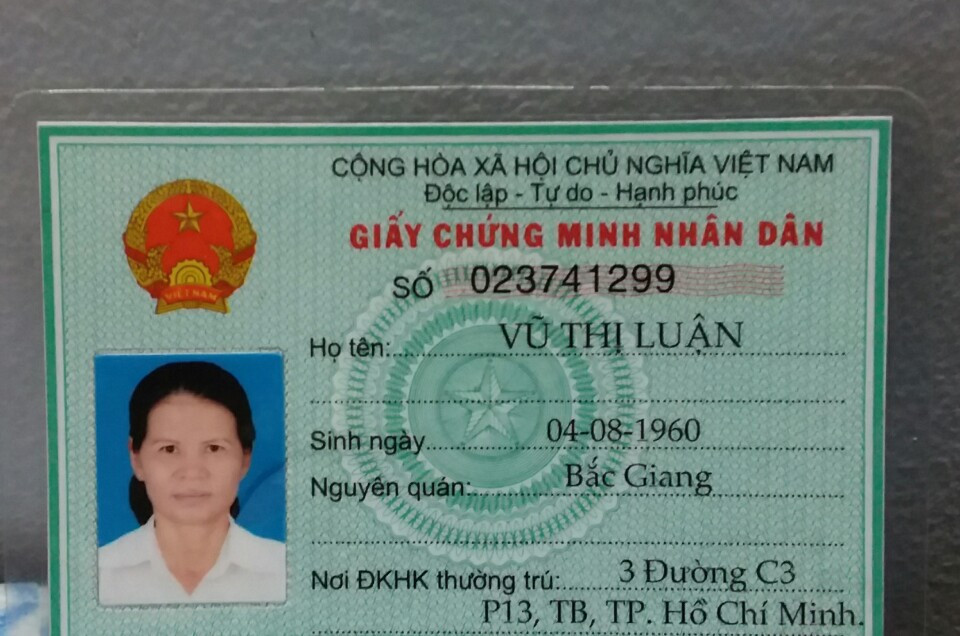 CỘNG HÒA XÃ HỘI CHỦ NGHĨA VIỆT NAM
Độc lập - Tự do - Hạnh phúc
GIẤY CHỨNG MINH NHÂN DÂN
SỐ 023741299
VIỆT NAM
Họ tên: VŨ THỊ LUẬN
Sinh ngày 04-08-1960
Nguyên quán: Bắc Giang
Nơi ĐKHK thường trú: 3 Đường C3
P13, TB, TP. Hồ Chí Minh.